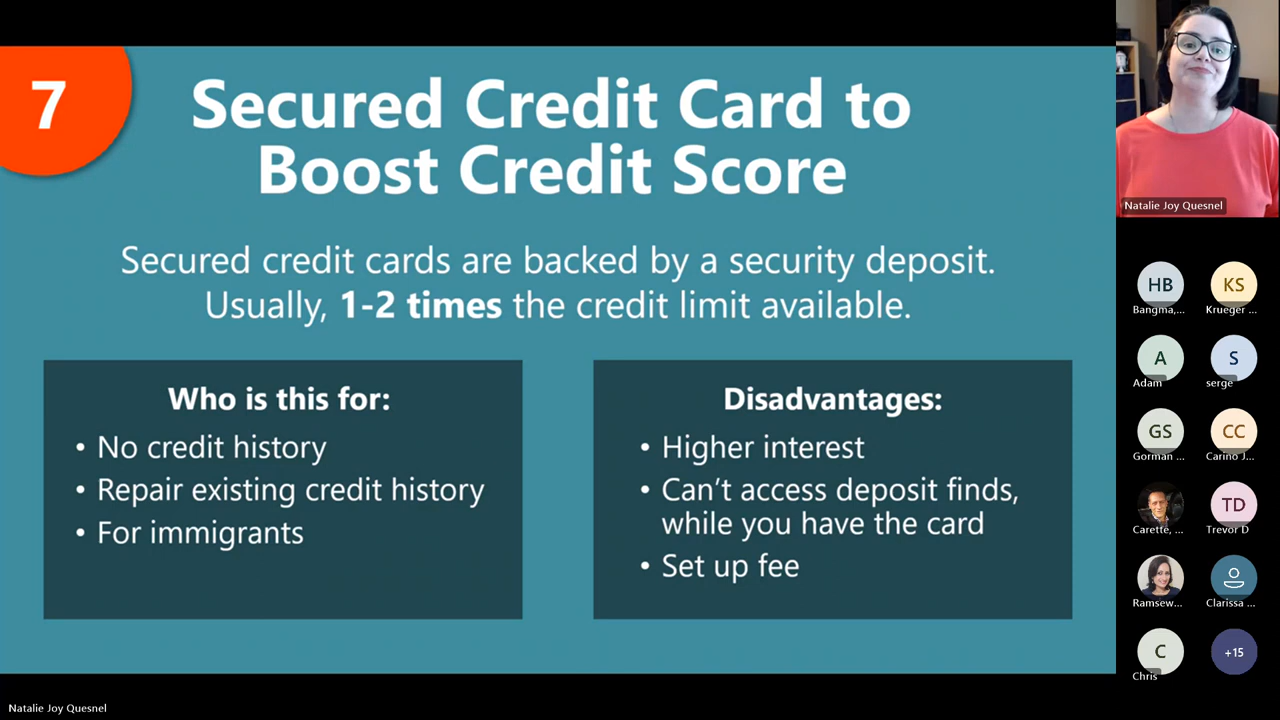 7
Secured Credit Card to
Boost Credit Score
Secured credit cards are backed by a security deposit.
Usually, 1-2 times the credit limit available.
Who is this for:
• No credit history
• Repair existing credit history
• For immigrants
Disadvantages:
• Higher interest
• Can't access deposit finds,
while you have the card
• Set up fee
Natalie Joy Quesnel
HB
Bangma,...
KS
Krueger ...
A
Adam
S
serge
GS
Gorman ...
CC
Carino J...
Carette, ...
TD
Trevor D
Ramsew...
Clarissa ...
C
Chris
+15
Natalie Joy Quesnel